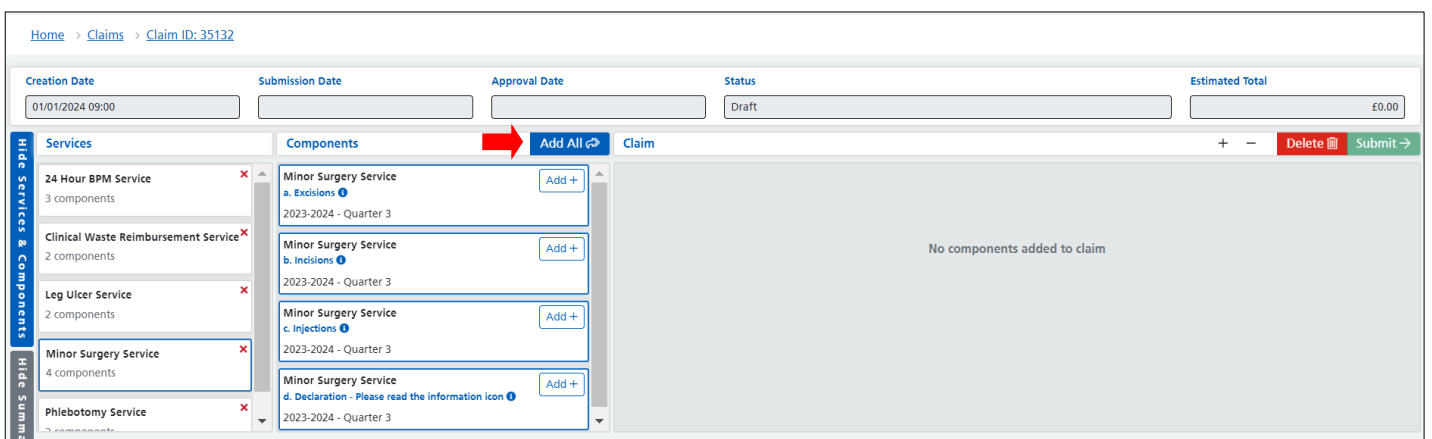 Home > Claims > Claim ID: 35132
Creation Date
Submission Date
Approval Date
Status
Estimated Total
01/01/2024 09:00
Draft
£0.00
Hide Services & Components
Hide Summa
Services
24 Hour BPM Service
3 components
Clinical Waste Reimbursement Service
2 components
Leg Ulcer Service
2 components
Minor Surgery Service
4 components
Phlebotomy Service
components
Components
Add All
Minor Surgery Service
a. Excisions
Add +
2023-2024 - Quarter 3
Minor Surgery Service
b. Incisions
Add +
2023-2024 - Quarter 3
Minor Surgery Service
c. Injections
Add +
2023-2024 - Quarter 3
Minor Surgery Service
d. Declaration - Please read the information icon
Add +
2023-2024 - Quarter 3
Claim
+ −
Delete
Submit →
No components added to claim